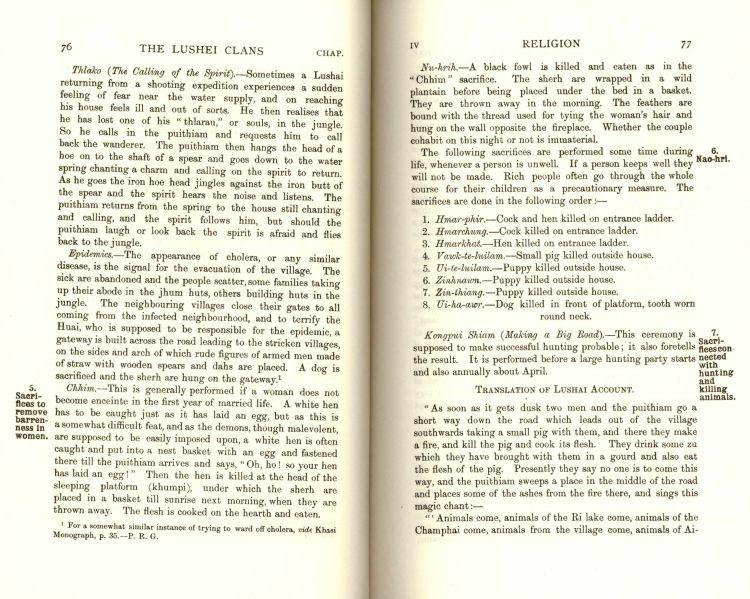 76 THE LUSHEI CLANS CHAP.
Thlako (The Calling of the Spirit).—Sometimes a Lushai
returning from a shooting expedition experiences a sudden
feeling of fear near the water supply, and on reaching
his house feels ill and out of sorts. He then realises that
he has lost one of his "thlarau," or souls, in the jungle.
So he calls in the puithiam and requests him to call
back the wanderer. The puithiam then hangs the head of a
hoe on to the shaft of a spear and goes down to the water
spring chanting a charm and calling on the spirit to return.
As he goes the iron hoe head jingles against the iron butt of
the spear and the spirit hears the noise and listens. The
puithiam returns from the spring to the house still chanting
and calling, and the spirit follows him, but should the
puithiam laugh or look back the spirit is afraid and flies
back to the jungle.
Epidemics.—The appearance of cholera, or any similar
disease, is the signal for the evacuation of the village. The
sick are abandoned and the people scatter, some families taking
up their abode in the jhum huts, others building huts in the
jungle. The neighbouring villages close their gates to all
coming from the infected neighbourhood, and to terrify the
Huai, who is supposed to be responsible for the epidemic, a
gateway is built across the road leading to the stricken villages,
on the sides and arch of which rude figures of armed men made
of straw with wooden spears and dahs are placed. A dog is
sacrificed and the sherh are hung on the gateway.¹
5.
Sacri-
fices to
remove
barren-
ness in
women.
Chhim.—This is generally performed if a woman does not
become enceinte in the first year of married life. A white hen
has to be caught just as it has laid an egg, but as this is
a somewhat difficult feat, and as the demons, though malevolent,
are supposed to be easily imposed upon, a white hen is often
caught and put into a nest basket with an egg and fastened
there till the puithiam arrives and says, "Oh, ho! so your hen
has laid an egg!" Then the hen is killed at the head of the
sleeping platform (khumpi), under which the sherh are
placed in a basket till sunrise next morning, when they are
thrown away. The flesh is cooked on the hearth and eaten.
¹ For a somewhat similar instance of trying to ward off cholera, vide Khasi
Monograph, p. 35.—P. R. G.
IV RELIGION 77
Nu-hrih.—A black fowl is killed and eaten as in the
"Chhim" sacrifice. The sherh are wrapped in a wild
plantain before being placed under the bed in a basket.
They are thrown away in the morning. The feathers are
bound with the thread used for tying the woman's hair and
hung on the wall opposite the fireplace. Whether the couple
cohabit on this night or not is immaterial.
6.
Nao-hri.
The following sacrifices are performed some time during
life, whenever a person is unwell. If a person keeps well they
will not be made. Rich people often go through the whole
course for their children as a precautionary measure. The
sacrifices are done in the following order:—
1. Hmar-phir.—Cock and hen killed on entrance ladder.
2. Hmarchung.—Cock killed on entrance ladder.
3. Hmarkhat.—Hen killed on entrance ladder.
4. Vawk-te-luilam.—Small pig killed outside house.
5. Ui-te-luilam.—Puppy killed outside house.
6. Zinhnawn.—Puppy killed outside house.
7. Zin-thiang.—Puppy killed outside house.
8. Ui-ha-awr.—Dog killed in front of platform, tooth worn
round neck.
7.
Sacri-
fices con-
nected
with
hunting
and
killing
animals.
Kongpui Shiam (Making a Big Road).—This ceremony is
supposed to make successful hunting probable; it also foretells
the result. It is performed before a large hunting party starts
and also annually about April.
TRANSLATION OF LUSHAI ACCOUNT.
"As soon as it gets dusk two men and the puithiam go a
short way down the road which leads out of the village
southwards taking a small pig with them, and there they make
a fire, and kill the pig and cook its flesh. They drink some zu
which they have brought with them in a gourd and also eat
the flesh of the pig. Presently they say no one is to come this
way, and the puithiam sweeps a place in the middle of the road
and places some of the ashes from the fire there, and sings this
magic chant:—
"'Animals come, animals of the Ri lake come, animals of the
Champhai come, animals from the village come, animals of Ai-